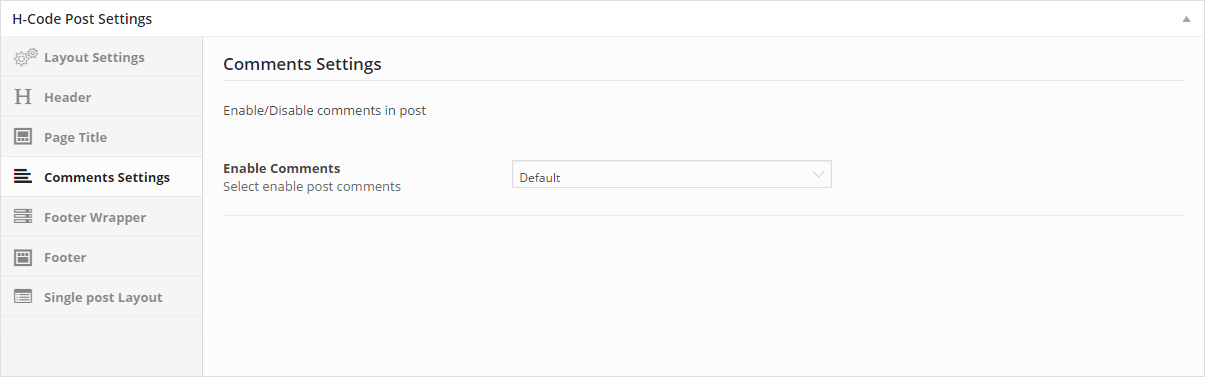 H-Code Post Settings
Layout Settings
Header
Page Title
Comments Settings
Footer Wrapper
Footer
Single post Layout
Comments Settings
Enable/Disable comments in post
Enable Comments
Select enable post comments
Default